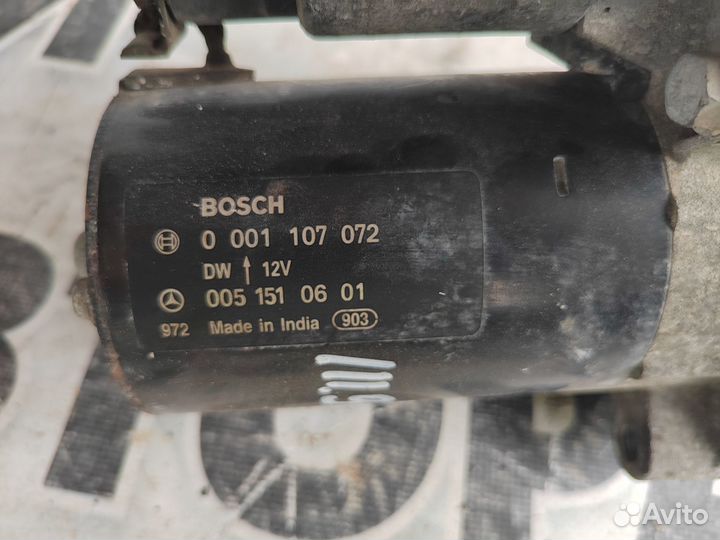 BOSCH
0 001 107 072
DW ↑ 12V
005 151 06 01
972 Made in India 903
Avito